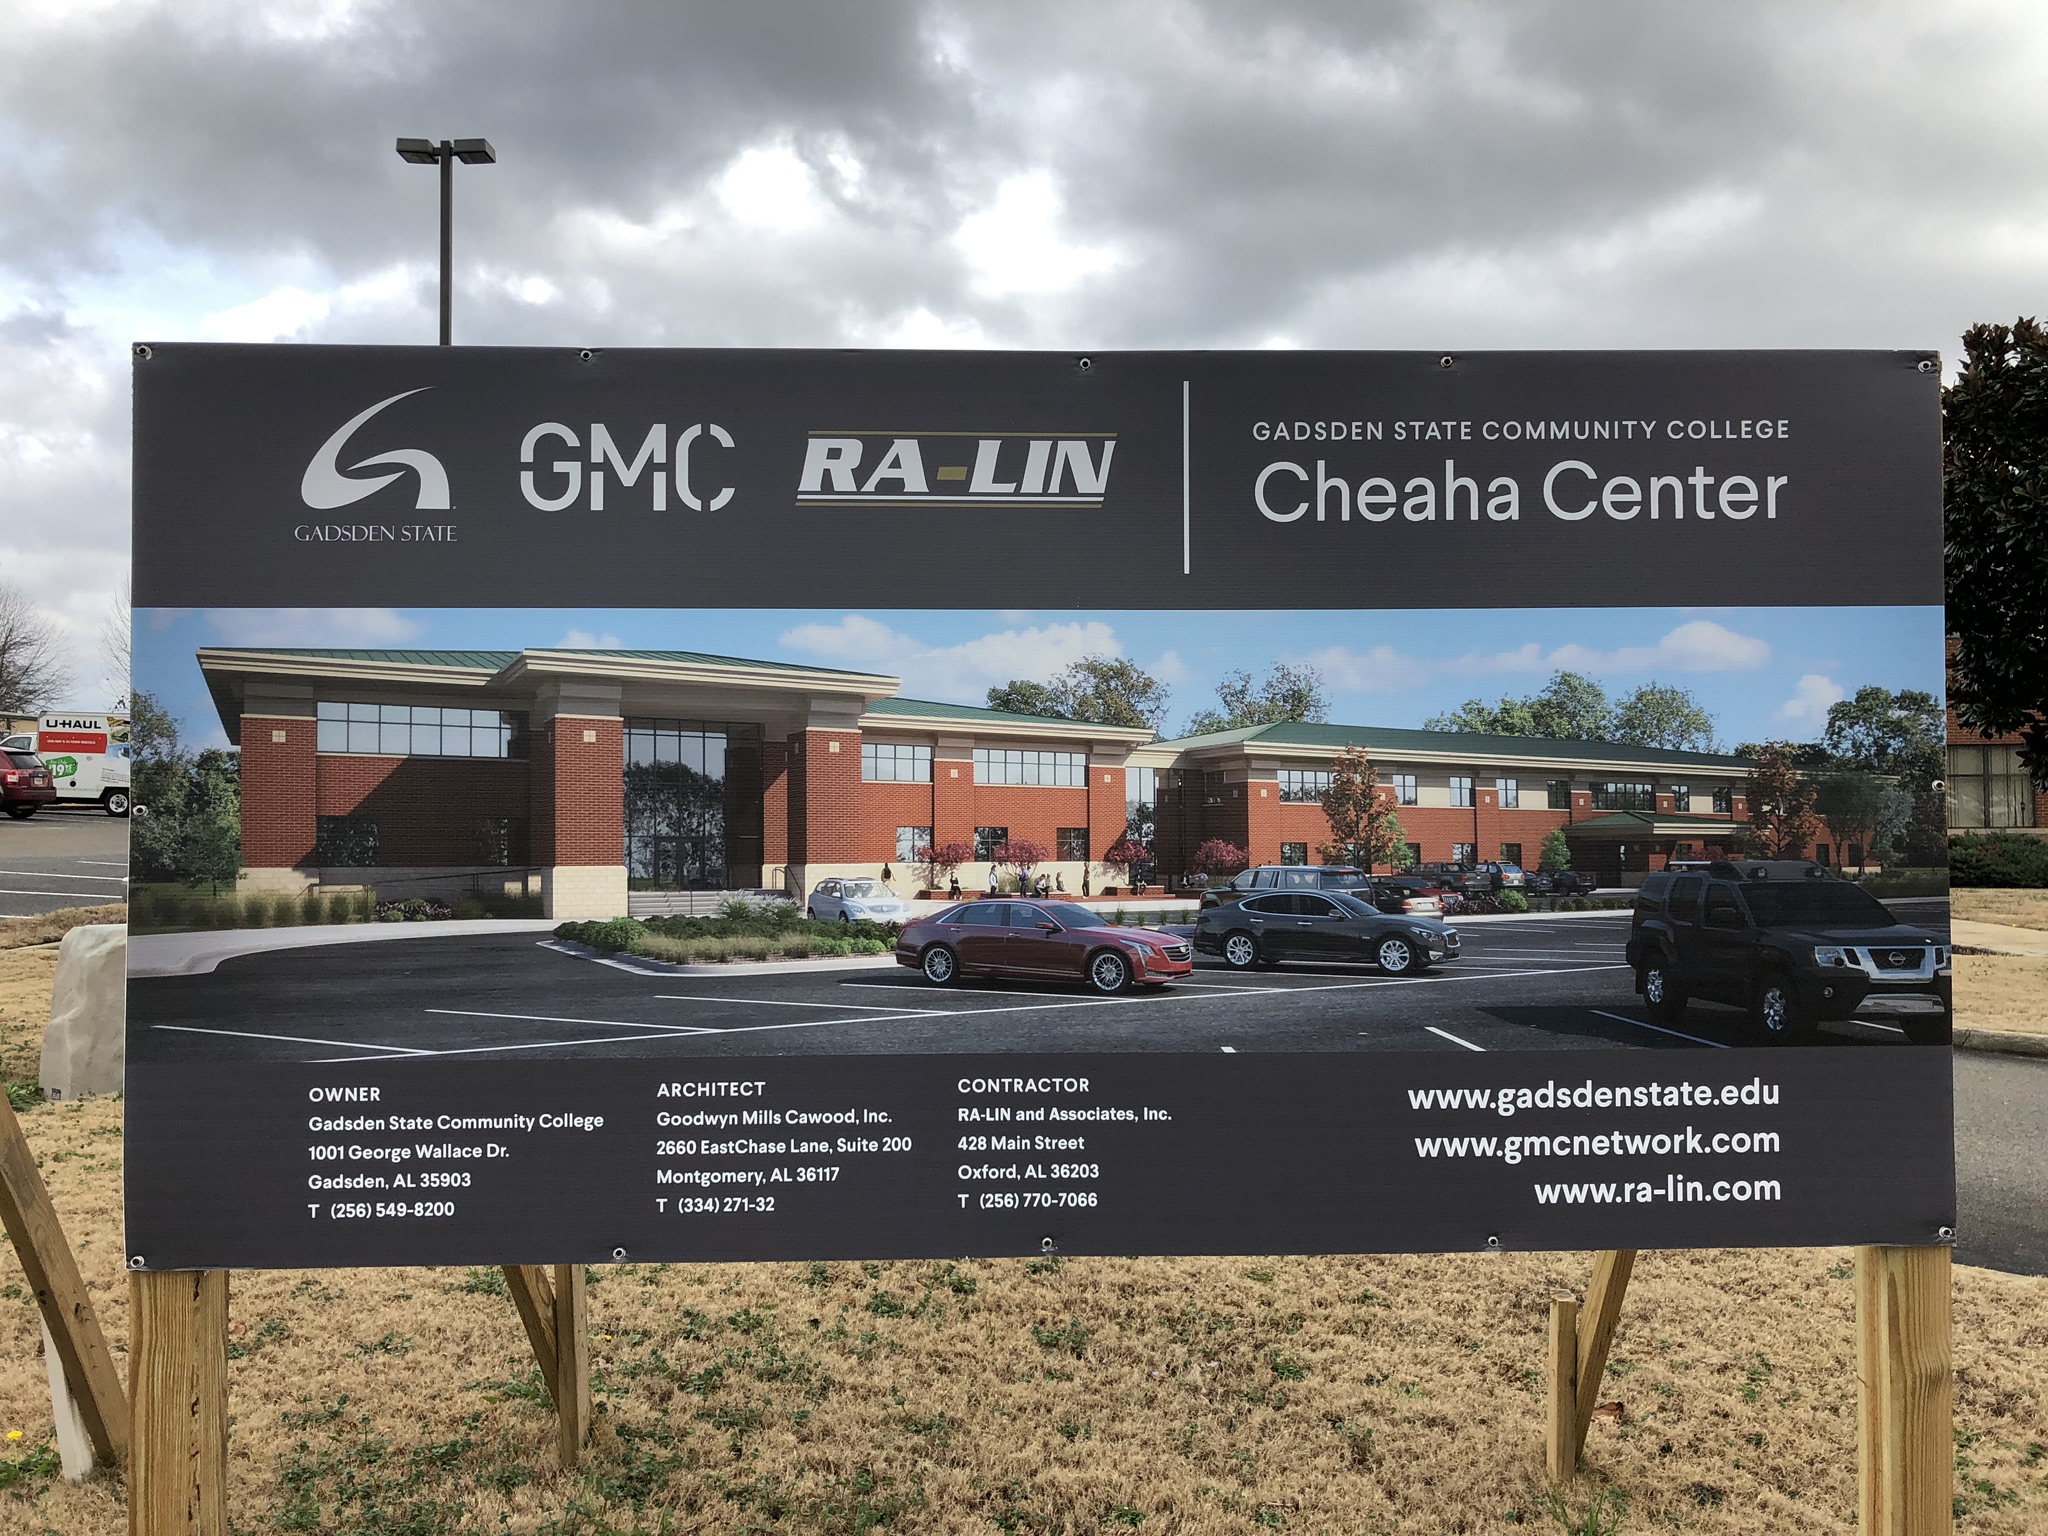 GADSDEN STATE
GMC
RA-LIN
GADSDEN STATE COMMUNITY COLLEGE
Cheaha Center
U-HAUL
$19.95
OWNER
Gadsden State Community College
1001 George Wallace Dr.
Gadsden, AL 35903
T (256) 549-8200
ARCHITECT
Goodwyn Mills Cawood, Inc.
2660 EastChase Lane, Suite 200
Montgomery, AL 36117
T (334) 271-32
CONTRACTOR
RA-LIN and Associates, Inc.
428 Main Street
Oxford, AL 36203
T (256) 770-7066
www.gadsdenstate.edu
www.gmcnetwork.com
www.ra-lin.com